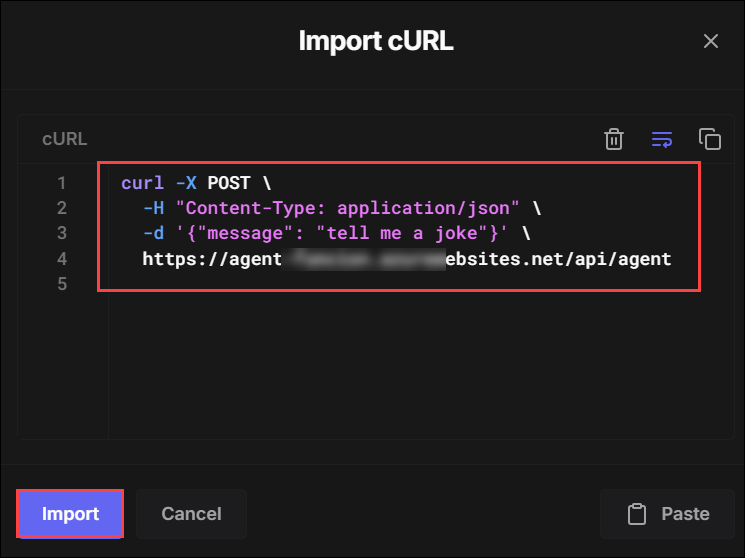 Import cURL
cURL
1 curl -X POST \
2 -H "Content-Type: application/json" \
3 -d '{"message": "tell me a joke"}' \
4 https://agent ebsites.net/api/agent
5
Import Cancel Paste